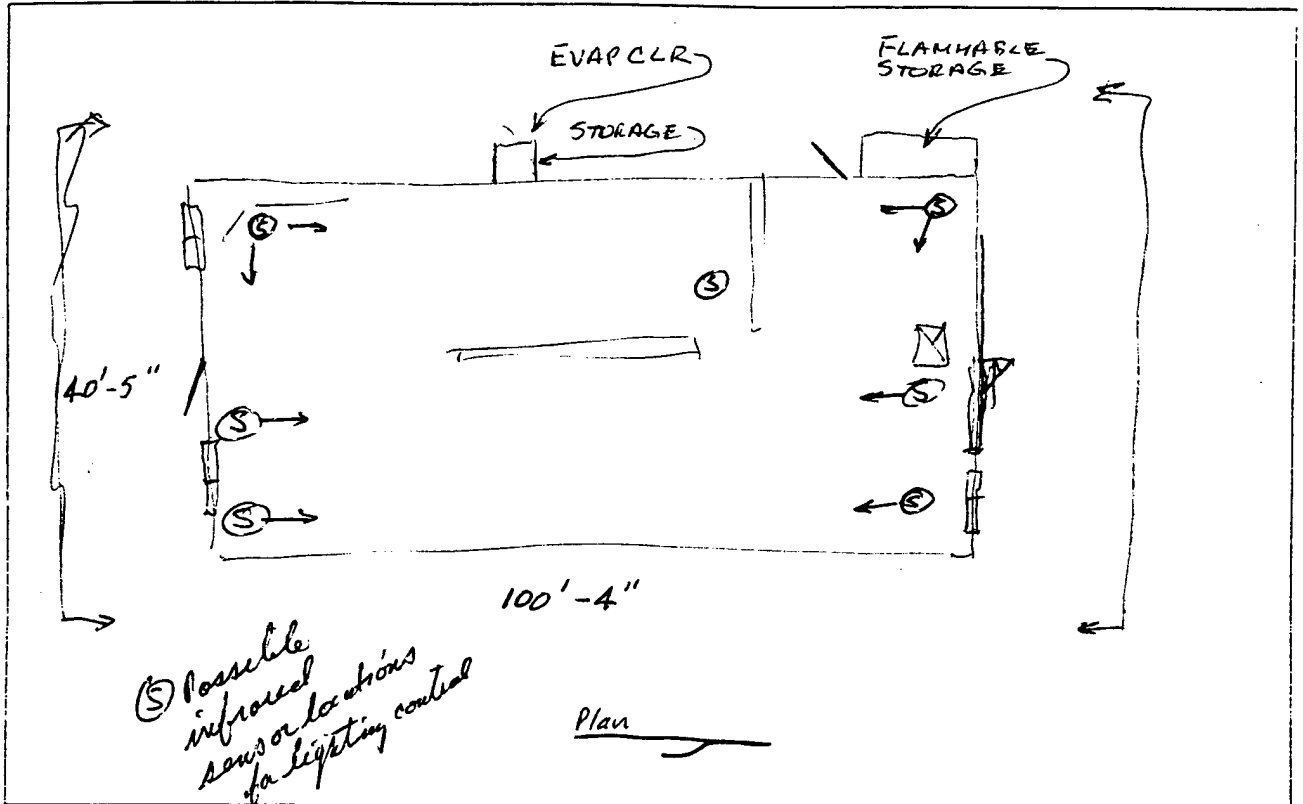 EVAP CLR
FLAMMABLE
STORAGE
STORAGE
S
S
S
40'-5"
S
S
S
S
100'-4"
S Possible
infrared
sensor locations
for lighting control
Plan